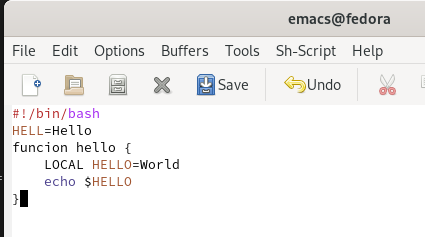 emacs@fedora
File Edit Options Buffers Tools Sh-Script Help
Save Undo
#!/bin/bash
HELL=Hello
funcion hello {
    LOCAL HELLO=World
    echo $HELLO
}